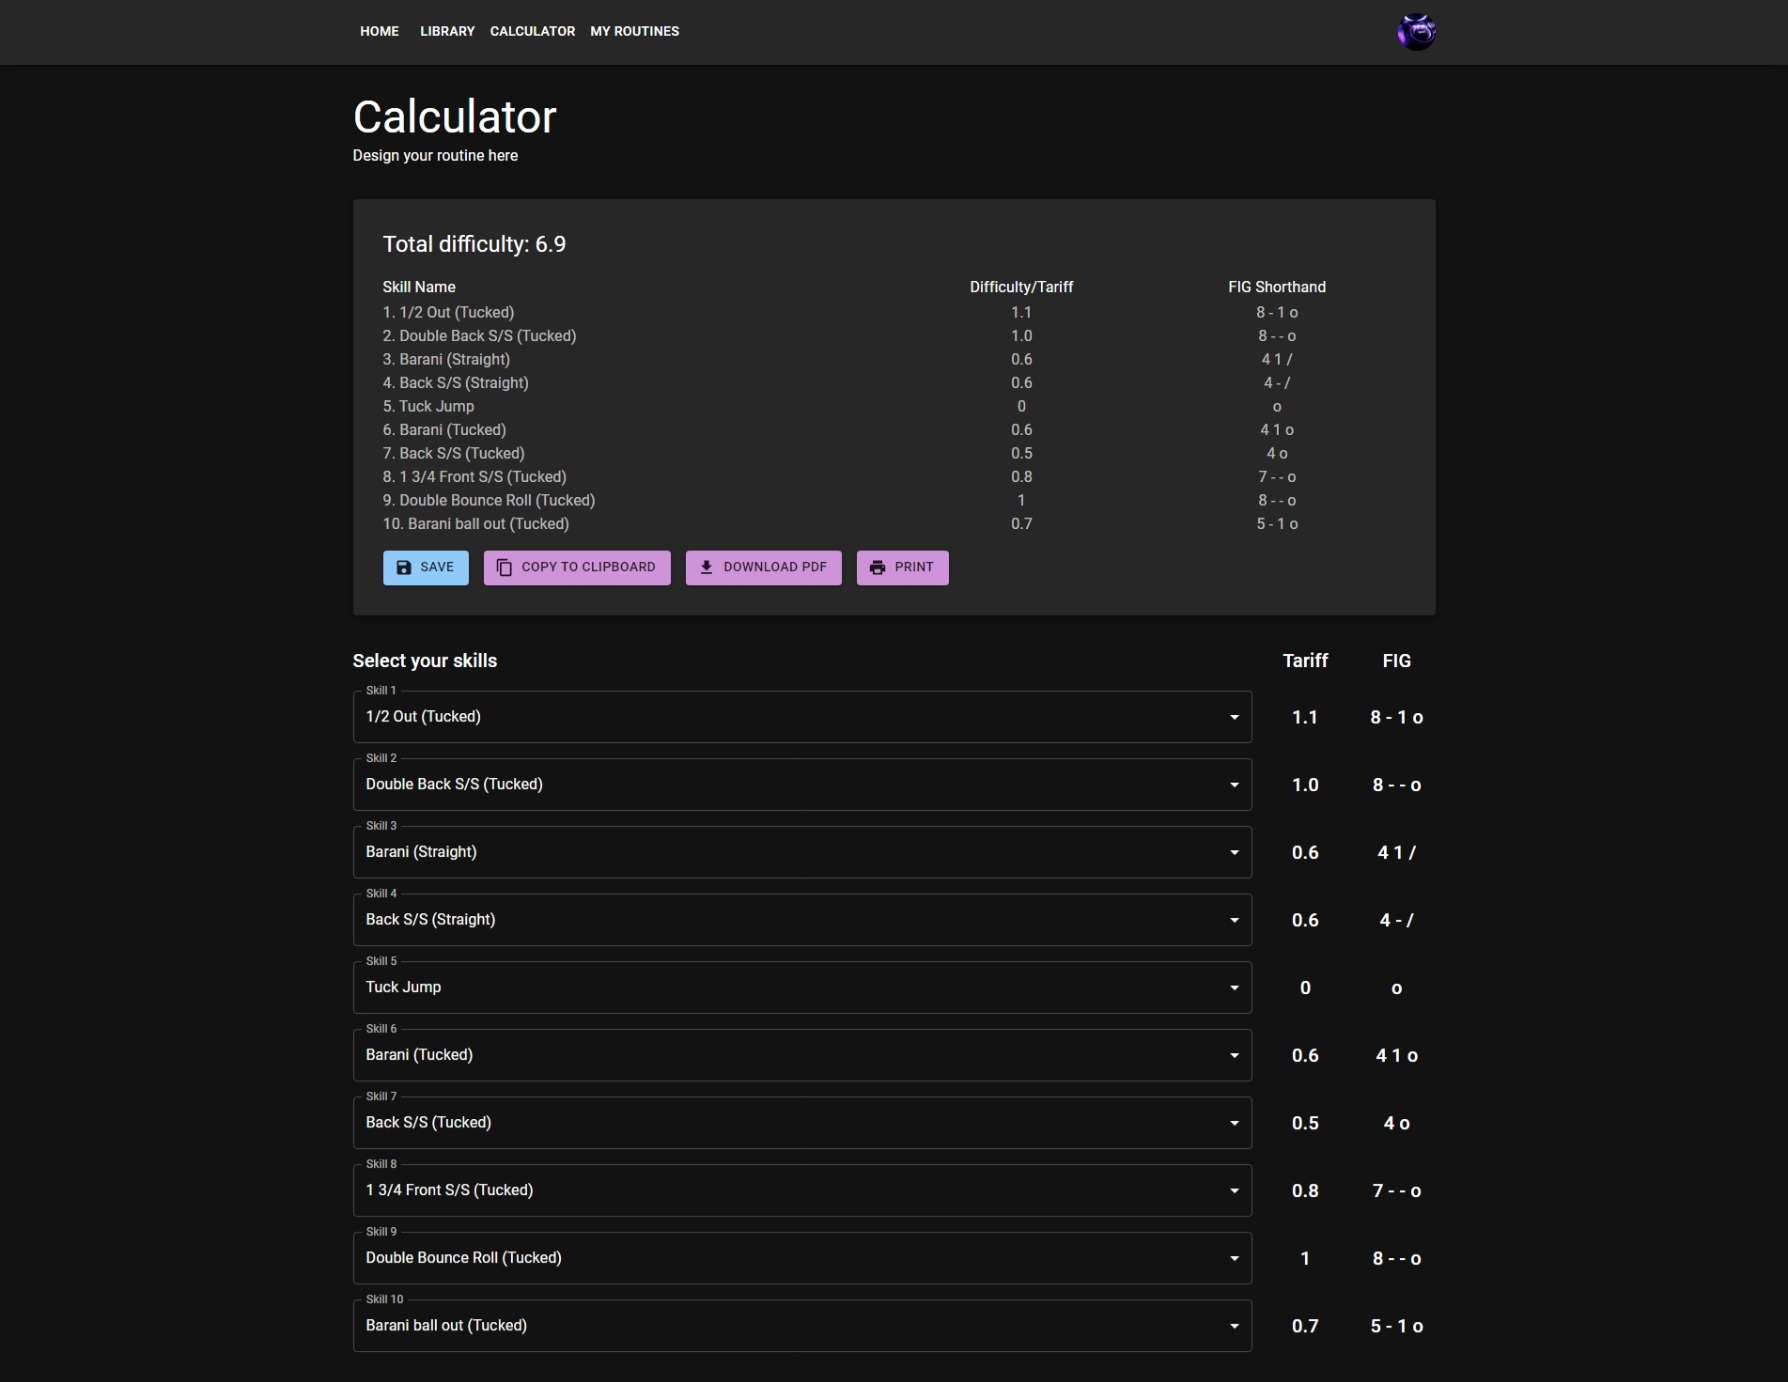 HOME LIBRARY CALCULATOR MY ROUTINES
Calculator
Design your routine here
Total difficulty: 6.9
Skill Name Difficulty/Tariff FIG Shorthand
1. 1/2 Out (Tucked) 1.1 8 - 1 o
2. Double Back S/S (Tucked) 1.0 8 - - o
3. Barani (Straight) 0.6 4 1 /
4. Back S/S (Straight) 0.6 4 - /
5. Tuck Jump 0 o
6. Barani (Tucked) 0.6 4 1 o
7. Back S/S (Tucked) 0.5 4 o
8. 1 3/4 Front S/S (Tucked) 0.8 7 - - o
9. Double Bounce Roll (Tucked) 1 8 - - o
10. Barani ball out (Tucked) 0.7 5 - 1 o
SAVE COPY TO CLIPBOARD DOWNLOAD PDF PRINT
Select your skills Tariff FIG
Skill 1
1/2 Out (Tucked) 1.1 8 - 1 o
Skill 2
Double Back S/S (Tucked) 1.0 8 - - o
Skill 3
Barani (Straight) 0.6 4 1 /
Skill 4
Back S/S (Straight) 0.6 4 - /
Skill 5
Tuck Jump 0 o
Skill 6
Barani (Tucked) 0.6 4 1 o
Skill 7
Back S/S (Tucked) 0.5 4 o
Skill 8
1 3/4 Front S/S (Tucked) 0.8 7 - - o
Skill 9
Double Bounce Roll (Tucked) 1 8 - - o
Skill 10
Barani ball out (Tucked) 0.7 5 - 1 o